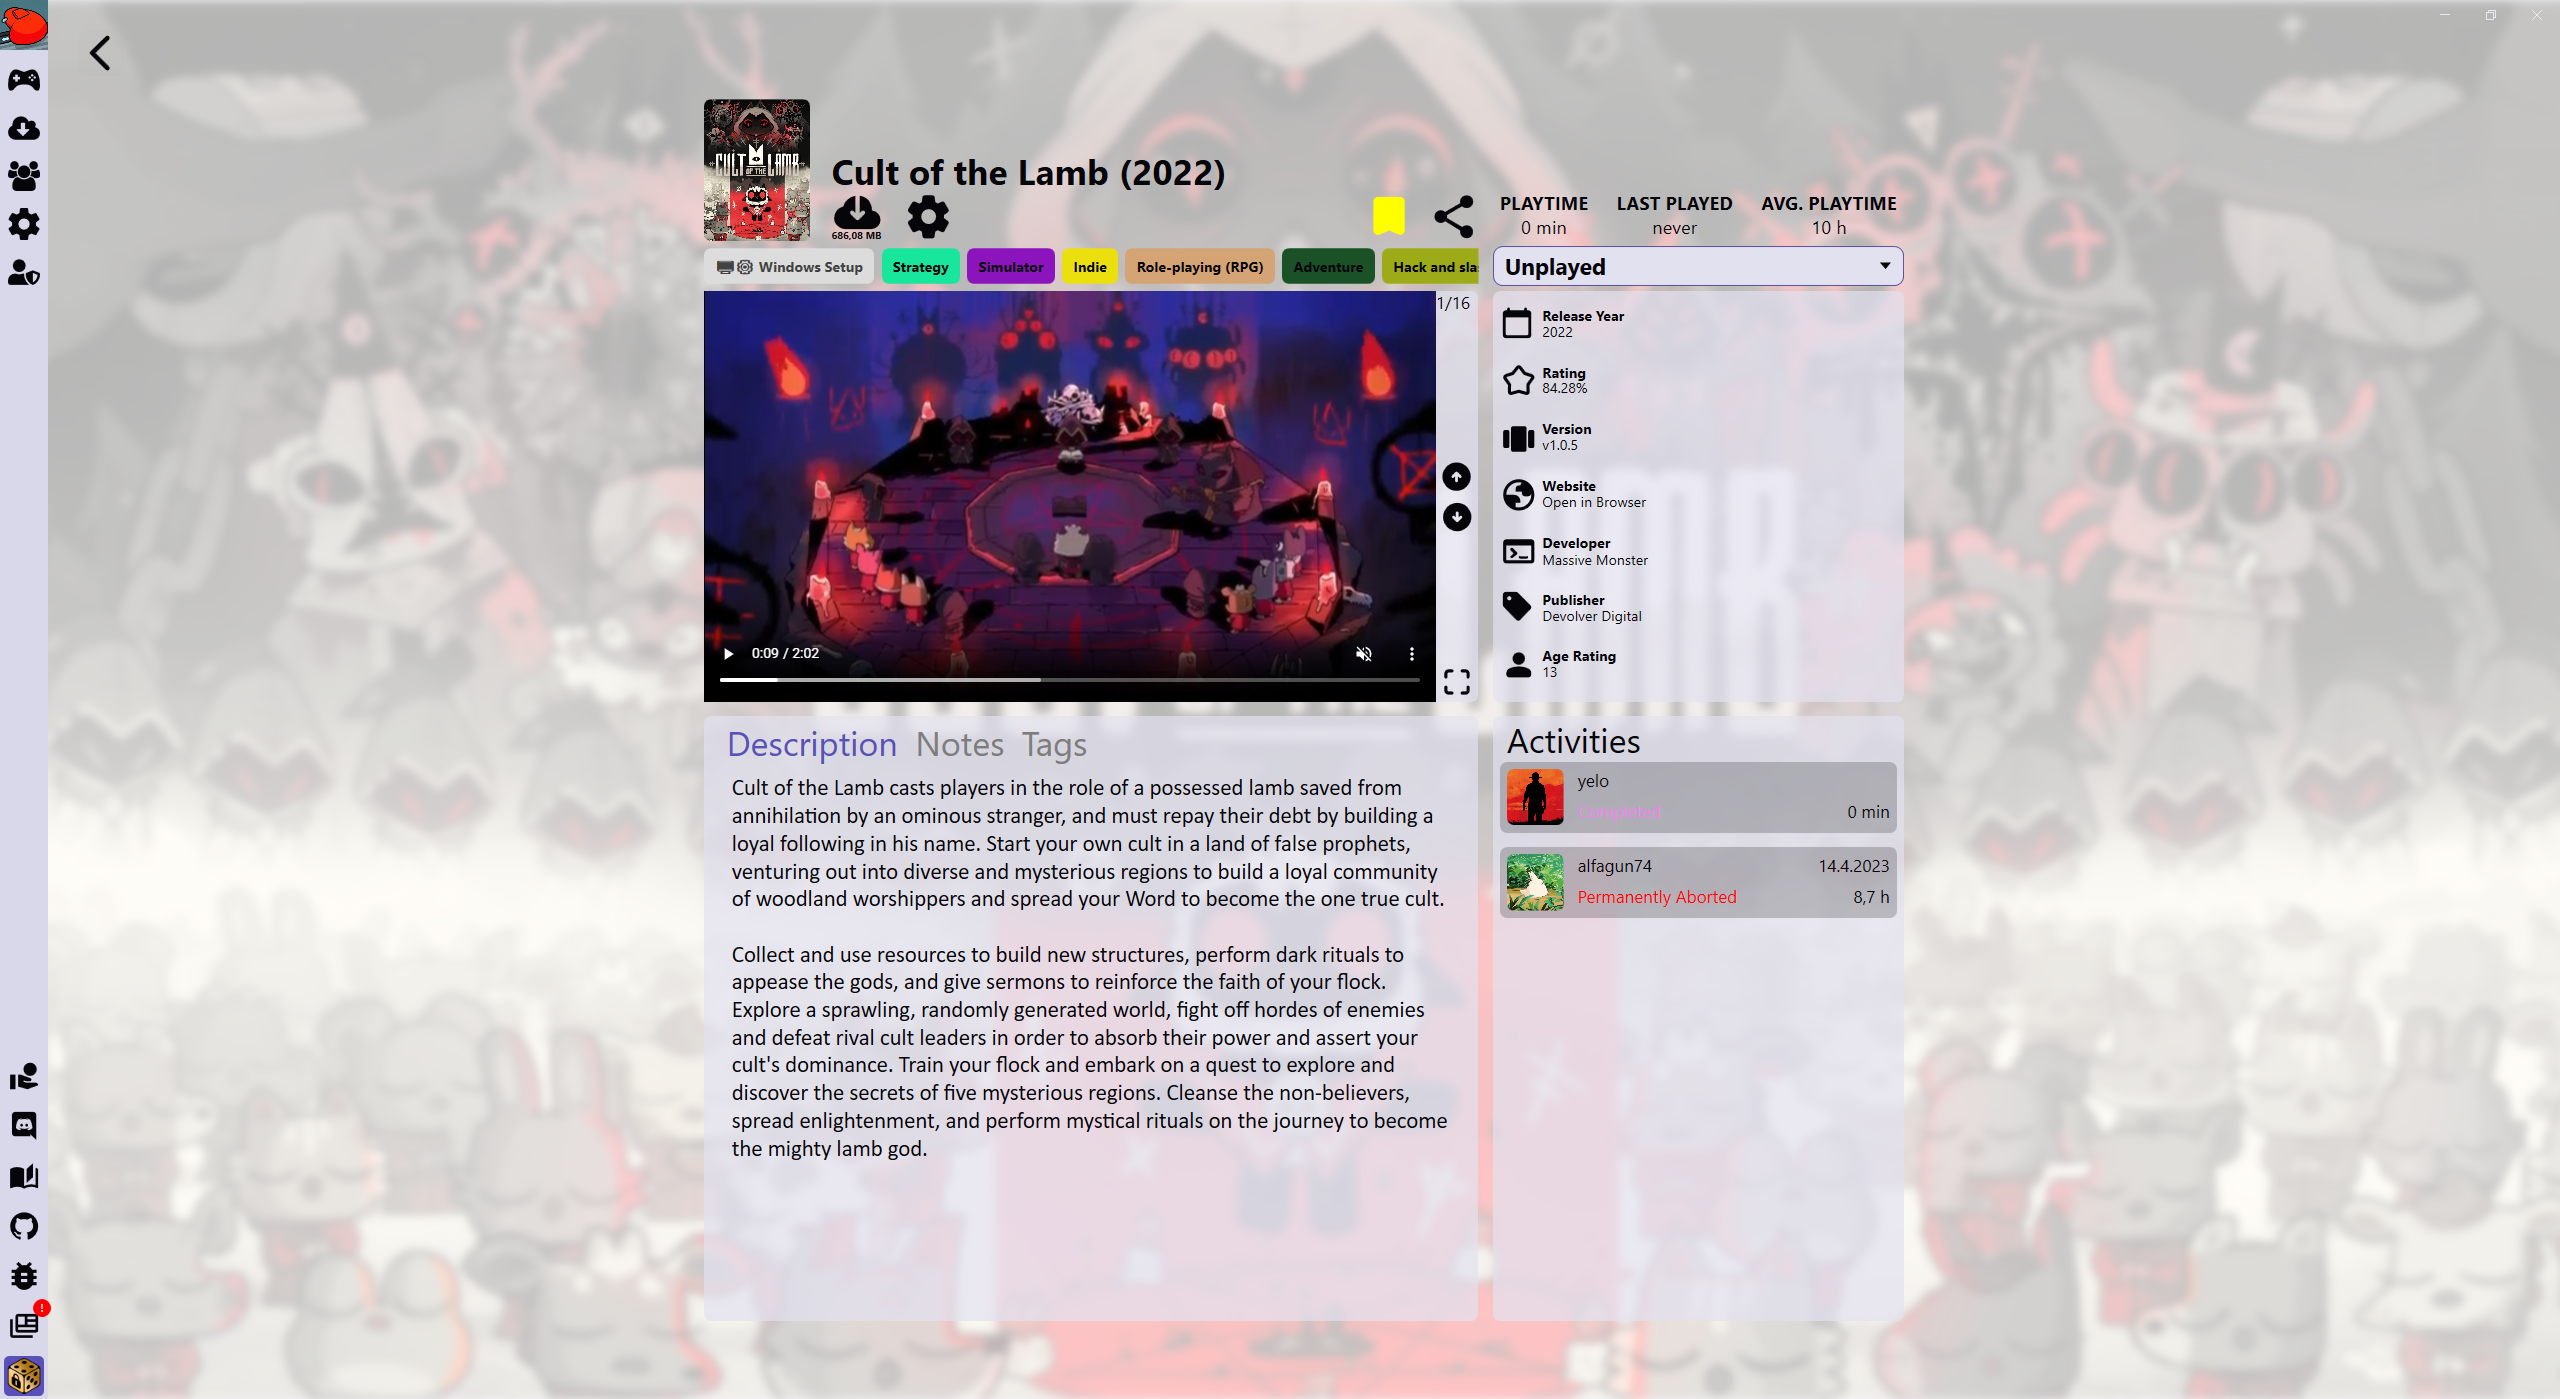 CULT OF THE LAMB
Cult of the Lamb (2022)
686,08 MB
PLAYTIME
0 min
LAST PLAYED
never
AVG. PLAYTIME
10 h
Windows Setup
Strategy
Simulator
Indie
Role-playing (RPG)
Adventure
Hack and sla
Unplayed
1/16
0:09 / 2:02
Release Year
2022
Rating
84.28%
Version
v1.0.5
Website
Open in Browser
Developer
Massive Monster
Publisher
Devolver Digital
Age Rating
13
Description Notes Tags
Cult of the Lamb casts players in the role of a possessed lamb saved from
annihilation by an ominous stranger, and must repay their debt by building a
loyal following in his name. Start your own cult in a land of false prophets,
venturing out into diverse and mysterious regions to build a loyal community
of woodland worshippers and spread your Word to become the one true cult.
Collect and use resources to build new structures, perform dark rituals to
appease the gods, and give sermons to reinforce the faith of your flock.
Explore a sprawling, randomly generated world, fight off hordes of enemies
and defeat rival cult leaders in order to absorb their power and assert your
cult's dominance. Train your flock and embark on a quest to explore and
discover the secrets of five mysterious regions. Cleanse the non-believers,
spread enlightenment, and perform mystical rituals on the journey to become
the mighty lamb god.
Activities
yelo
Completed
0 min
alfagun74
14.4.2023
Permanently Aborted
8,7 h